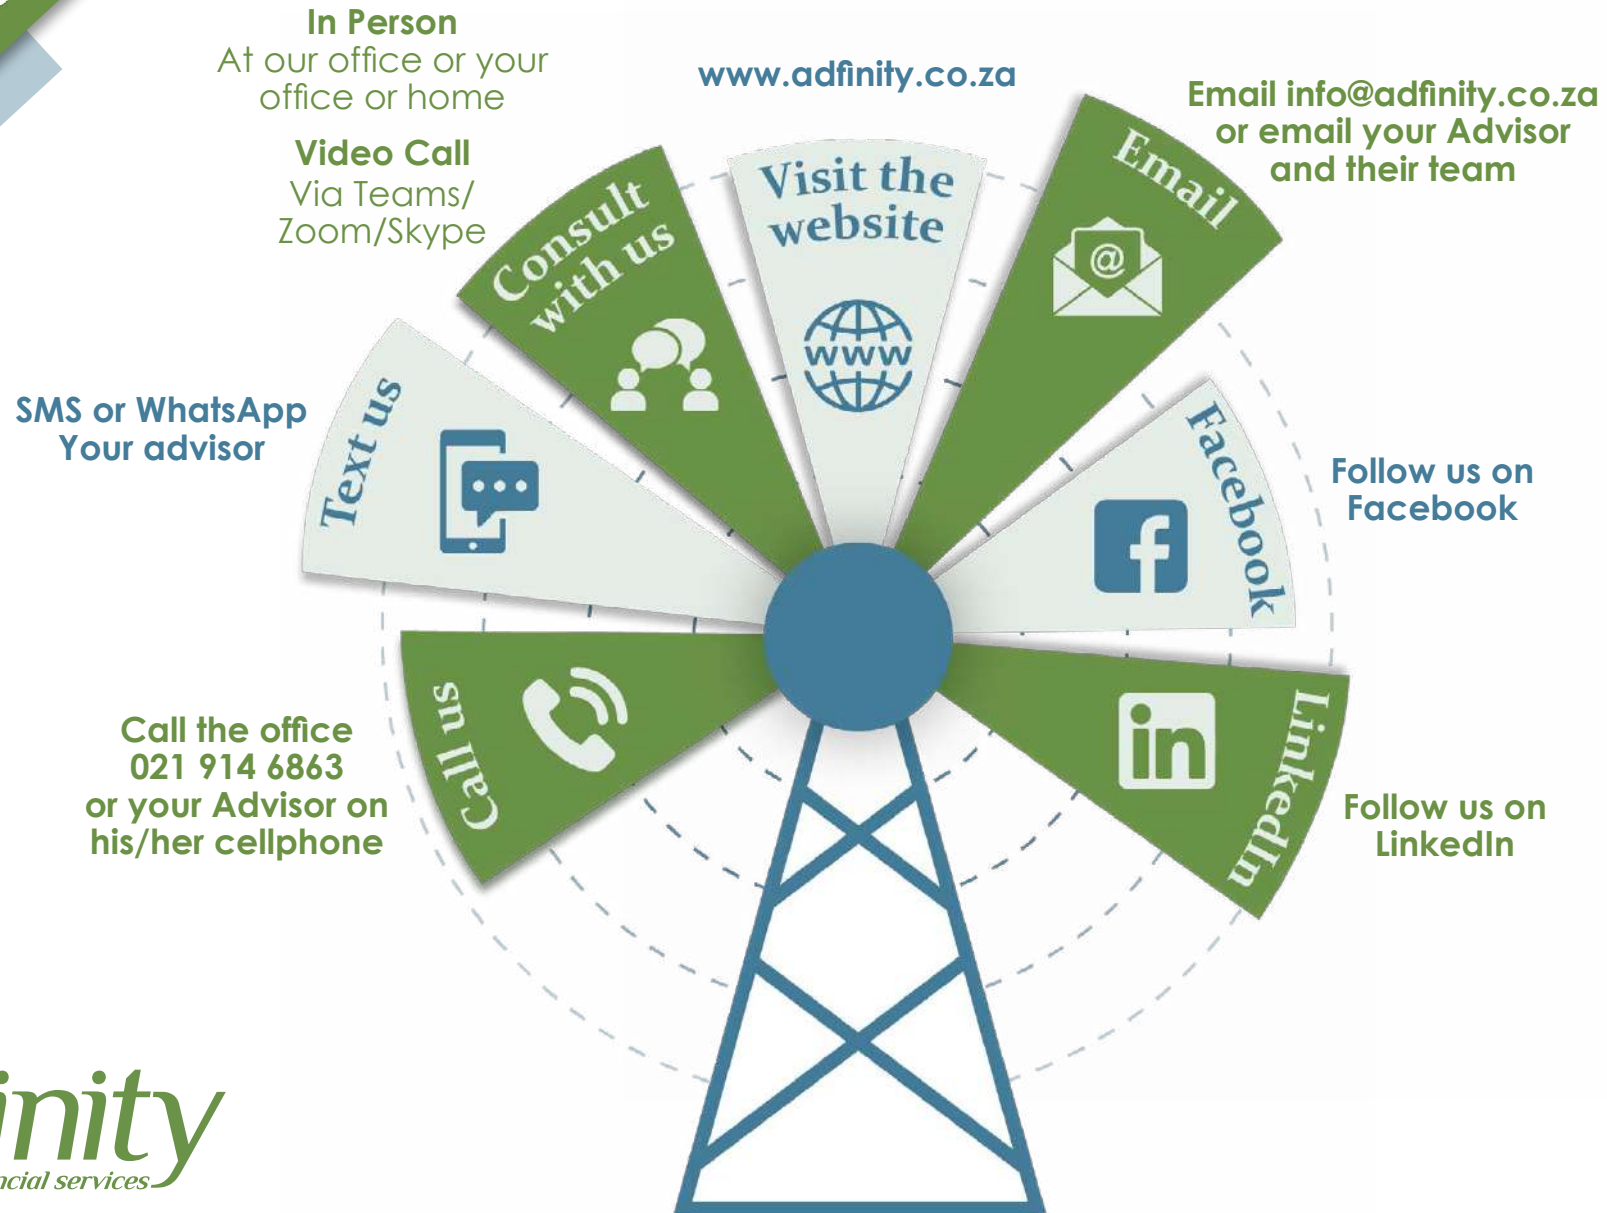 In Person
At our office or your
office or home
Video Call
Via Teams/
Zoom/Skype
www.adfinity.co.za
Email info@adfinity.co.za
or email your Advisor
and their team
Consult
with us
Visit the
website
www
Email
@
SMS or WhatsApp
Your advisor
Text us
Facebook
f
Follow us on
Facebook
Call the office
021 914 6863
or your Advisor on
his/her cellphone
Call us
in
LinkedIn
Follow us on
LinkedIn
inity
ncial services